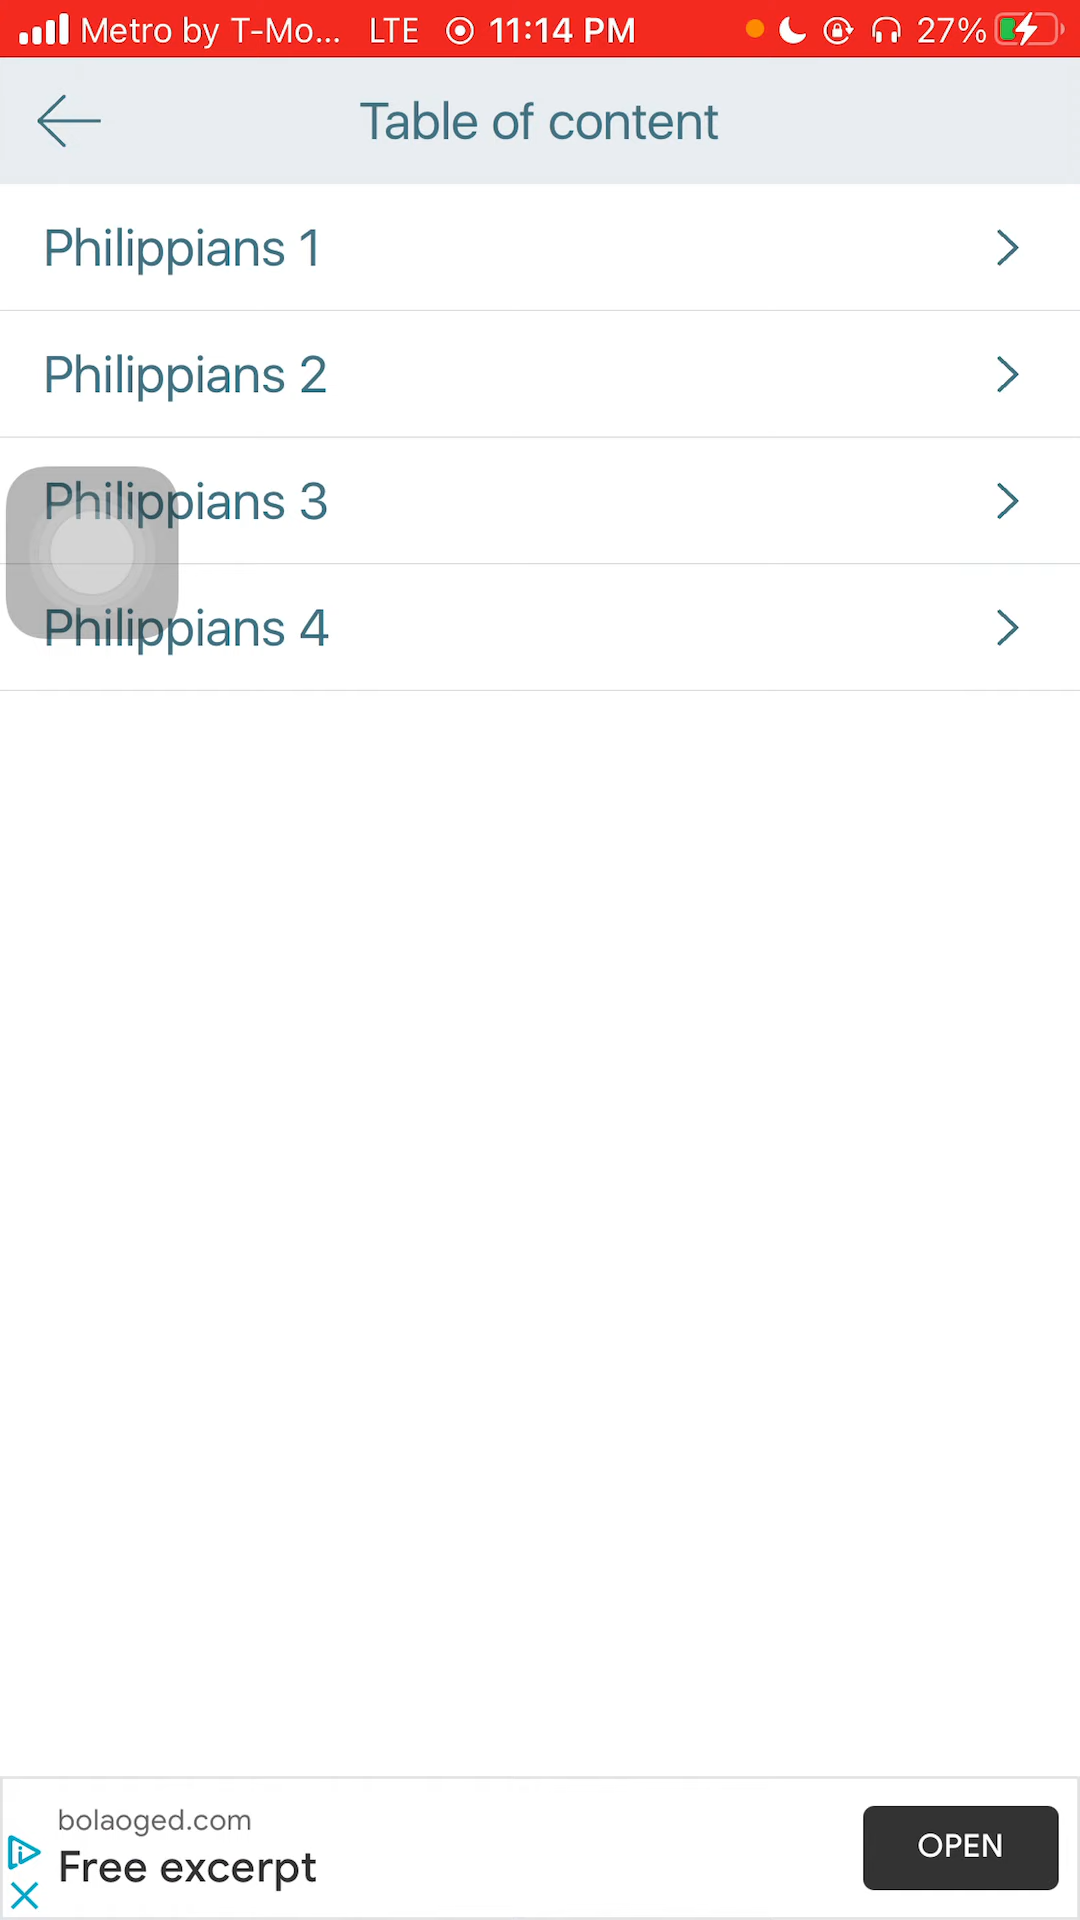 Metro by T-Mo... LTE 11:14 PM 27%
Table of content
Philippians 1
Philippians 2
Philippians 3
Philippians 4
bolaoged.com
Free excerpt
OPEN